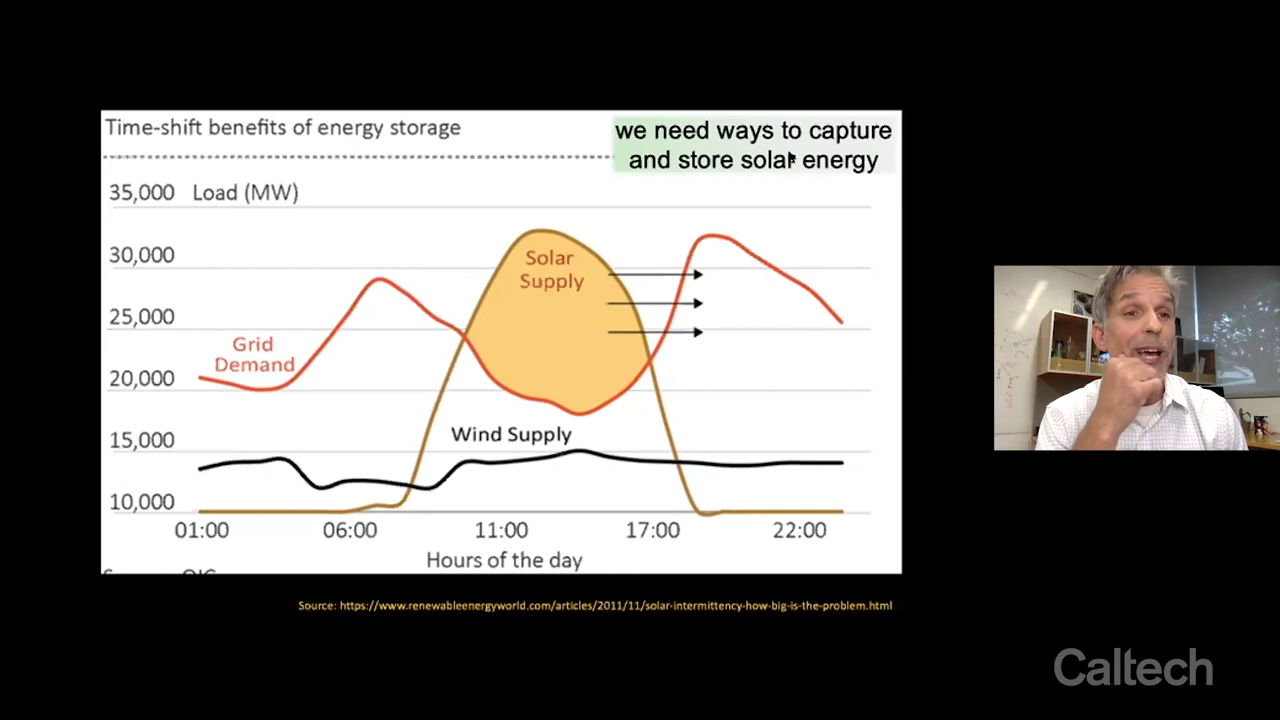 Time-shift benefits of energy storage
we need ways to capture
and store solar energy
35,000 Load (MW)
30,000
25,000
20,000
15,000
10,000
Solar
Supply
Grid
Demand
Wind Supply
01:00 06:00 11:00 17:00 22:00
Hours of the day
Source: https://www.renewableenergyworld.com/articles/2011/11/solar-intermittency-how-big-is-the-problem.html
Caltech